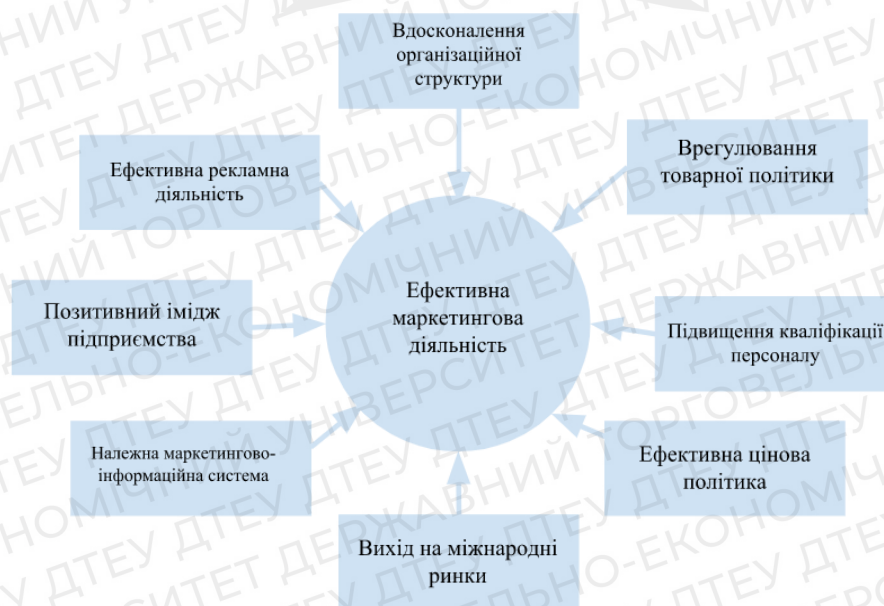 Вдосконалення
організаційної
структури
Ефективна рекламна
діяльність
Врегулювання
товарної політики
Позитивний імідж
підприємства
Ефективна
маркетингова
діяльність
Підвищення кваліфікації
персоналу
Належна маркетингово-
інформаційна система
Ефективна цінова
політика
Вихід на міжнародні
ринки